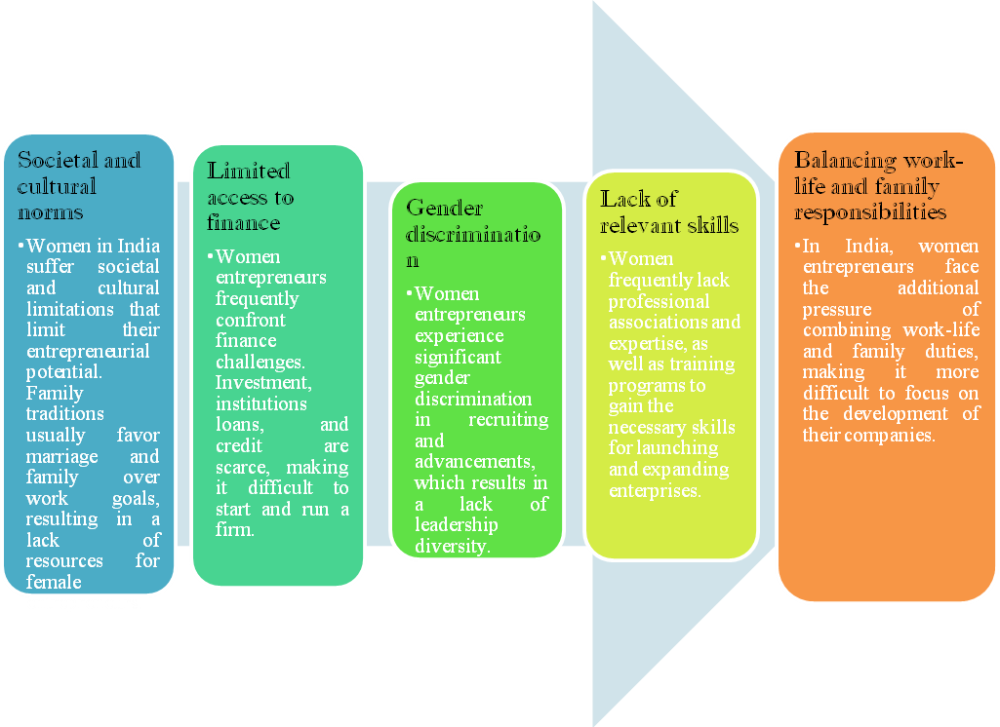 Societal and
cultural
norms
•Women in India
suffer societal
and cultural
limitations that
limit their
entrepreneurial
potential.
Family
traditions
usually favor
marriage and
family over
work goals,
resulting in a
lack of
resources for
female
Limited
access to
finance
•Women
entrepreneurs
frequently
confront
finance
challenges.
Investment,
institutions
loans, and
credit are
scarce, making
it difficult to
start and run a
firm.
Gender
discriminatio
n
•Women
entrepreneurs
experience
significant
gender
discrimination
in recruiting
and
advancements,
which results in
a lack of
leadership
diversity.
Lack of
relevant skills
•Women
frequently lack
professional
associations and
expertise, as
well as training
programs to
gain the
necessary skills
for launching
and expanding
enterprises.
Balancing work-
life and family
responsibilities
•In India, women
entrepreneurs face
the additional
pressure of
combining work-life
and family duties,
making it more
difficult to focus on
the development of
their companies.